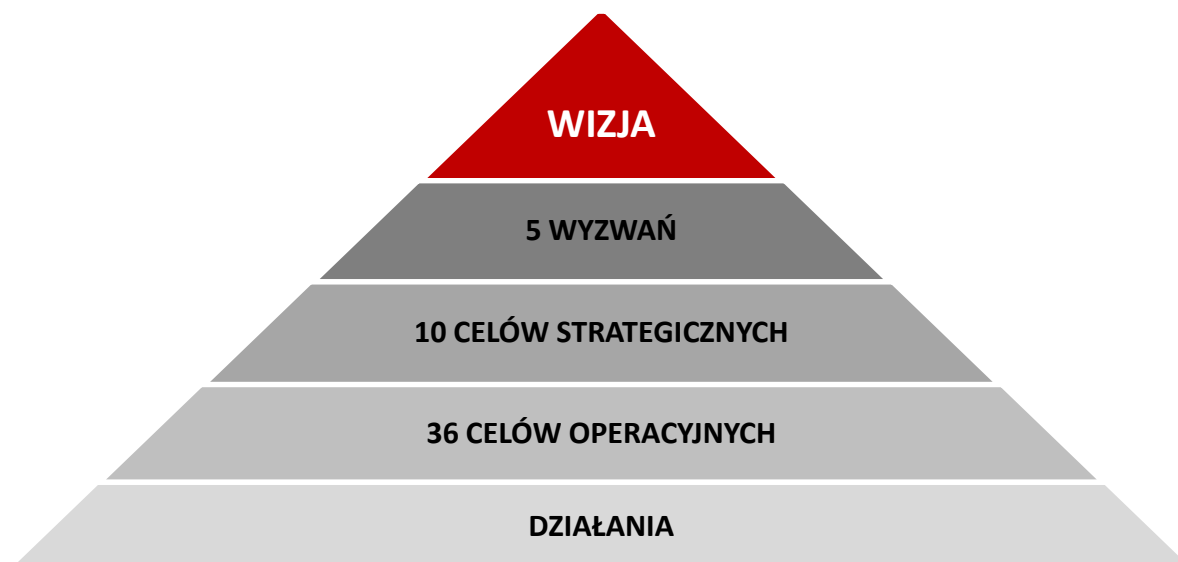 WIZJA
5 WYZWAŃ
10 CELÓW STRATEGICZNYCH
36 CELÓW OPERACYJNYCH
DZIAŁANIA